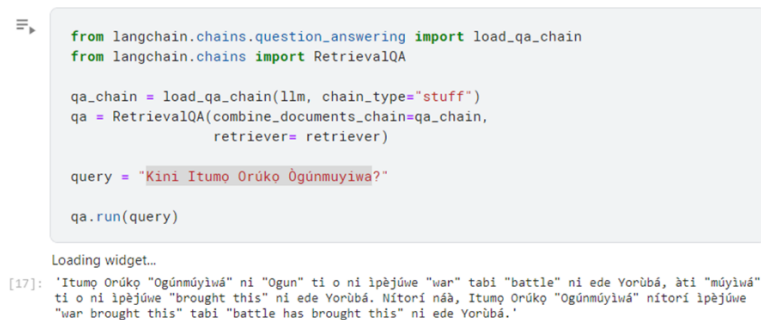 from langchain.chains.question_answering import load_qa_chain
from langchain.chains import RetrievalQA
qa_chain = load_qa_chain(llm, chain_type="stuff")
qa = RetrievalQA(combine_documents_chain=qa_chain,
retriever= retriever)
query = "Kini Itumọ Orúkọ Ògúnmuyiwa?"
qa.run(query)
Loading widget...
[17]: 'Itumọ Orúkọ "Ogúnmúyìwá" ni "Ogun" ti o ni ìpèjúwe "war" tabi "battle" ni ede Yorùbá, àti "múyìwá"
ti o ni ìpèjúwe "brought this" ni ede Yorùbá. Nítorí náà, Itumọ Orúkọ "Ogúnmúyìwá" nítorí ìpèjúwe
"war brought this" tabi "battle has brought this" ni ede Yorùbá.'